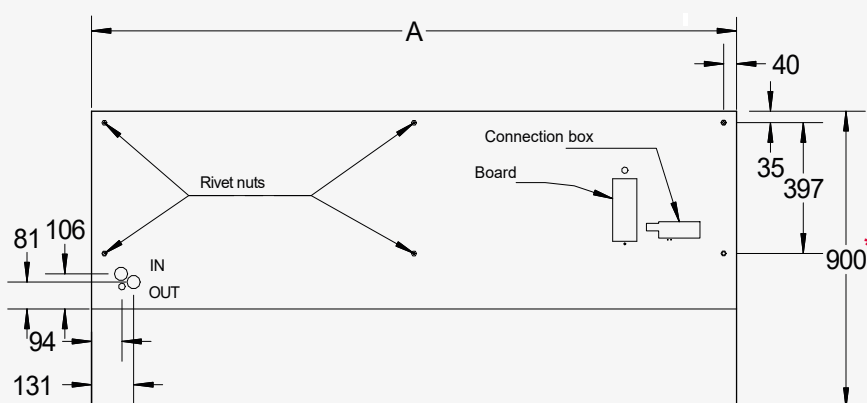 A
40
Connection box
Board
35
Rivet nuts
397
106
81
IN
900*
OUT
94
131